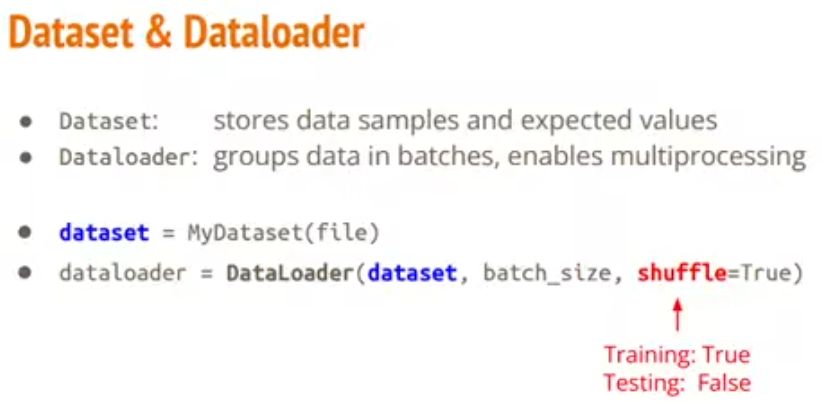 Dataset & Dataloader
● Dataset: stores data samples and expected values
● Dataloader: groups data in batches, enables multiprocessing
● dataset = MyDataset(file)
● dataloader = DataLoader(dataset, batch_size, shuffle=True)
Training: True
Testing: False